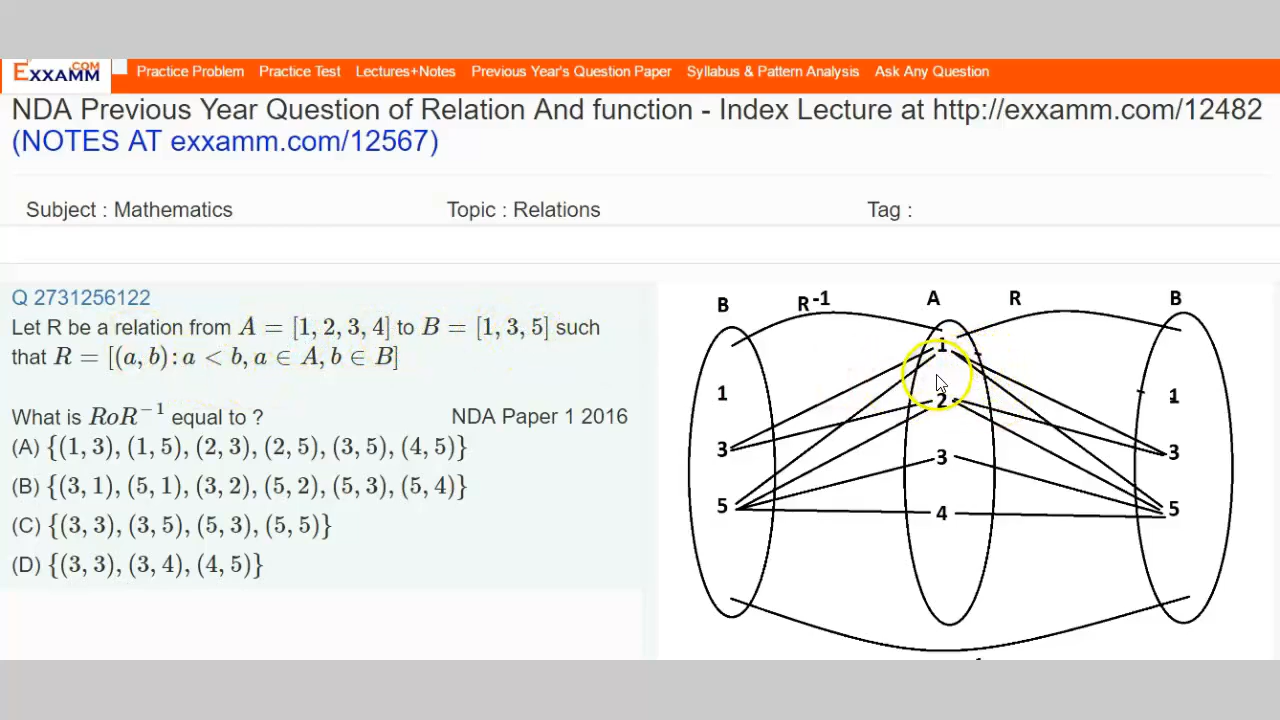 EXXAMM .COM
Practice Problem Practice Test Lectures+Notes Previous Year's Question Paper Syllabus & Pattern Analysis Ask Any Question
NDA Previous Year Question of Relation And function - Index Lecture at http://exxamm.com/12482
(NOTES AT exxamm.com/12567)
Subject : Mathematics Topic : Relations Tag :
Q 2731256122
Let R be a relation from A = [1, 2, 3, 4] to B = [1, 3, 5] such
that R = [(a, b) : a < b, a ∈ A, b ∈ B]
What is RoR⁻¹ equal to ? NDA Paper 1 2016
(A) {(1, 3), (1, 5), (2, 3), (2, 5), (3, 5), (4, 5)}
(B) {(3, 1), (5, 1), (3, 2), (5, 2), (5, 3), (5, 4)}
(C) {(3, 3), (3, 5), (5, 3), (5, 5)}
(D) {(3, 3), (3, 4), (4, 5)}
B R⁻¹ A R B
1
1 2 1
3 3 3
5 4 5